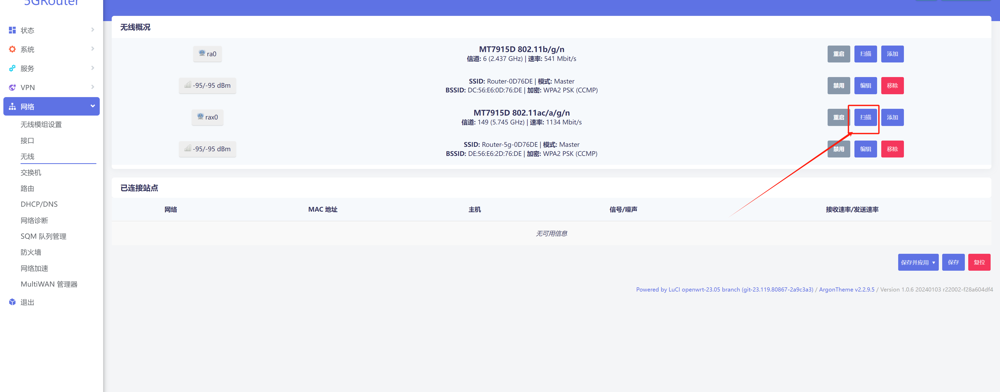 5GRouter
状态
系统
服务
VPN
网络
无线模组设置
接口
无线
交换机
路由
DHCP/DNS
网络诊断
SQM 队列管理
防火墙
网络加速
MultiWAN 管理器
退出
无线概况
ra0
MT7915D 802.11b/g/n
信道: 6 (2.437 GHz) | 速率: 541 Mbit/s
重启 扫描 添加
-95/-95 dBm
SSID: Router-0D76DE | 模式: Master
BSSID: DC:56:E6:0D:76:DE | 加密: WPA2 PSK (CCMP)
禁用 编辑 移除
rax0
MT7915D 802.11ac/a/g/n
信道: 149 (5.745 GHz) | 速率: 1134 Mbit/s
重启 扫描 添加
-95/-95 dBm
SSID: Router-5g-0D76DE | 模式: Master
BSSID: DE:56:E6:2D:76:DE | 加密: WPA2 PSK (CCMP)
禁用 编辑 移除
已连接站点
网络 MAC 地址 主机 信号/噪声 接收速率/发送速率
无可用信息
保存并应用 保存 复位
Powered by LuCI openwrt-23.05 branch (git-23.119.80867-2a9c3a3) / ArgonTheme v2.2.9.5 / Version 1.0.6 20240103 r22002-f28a604df4